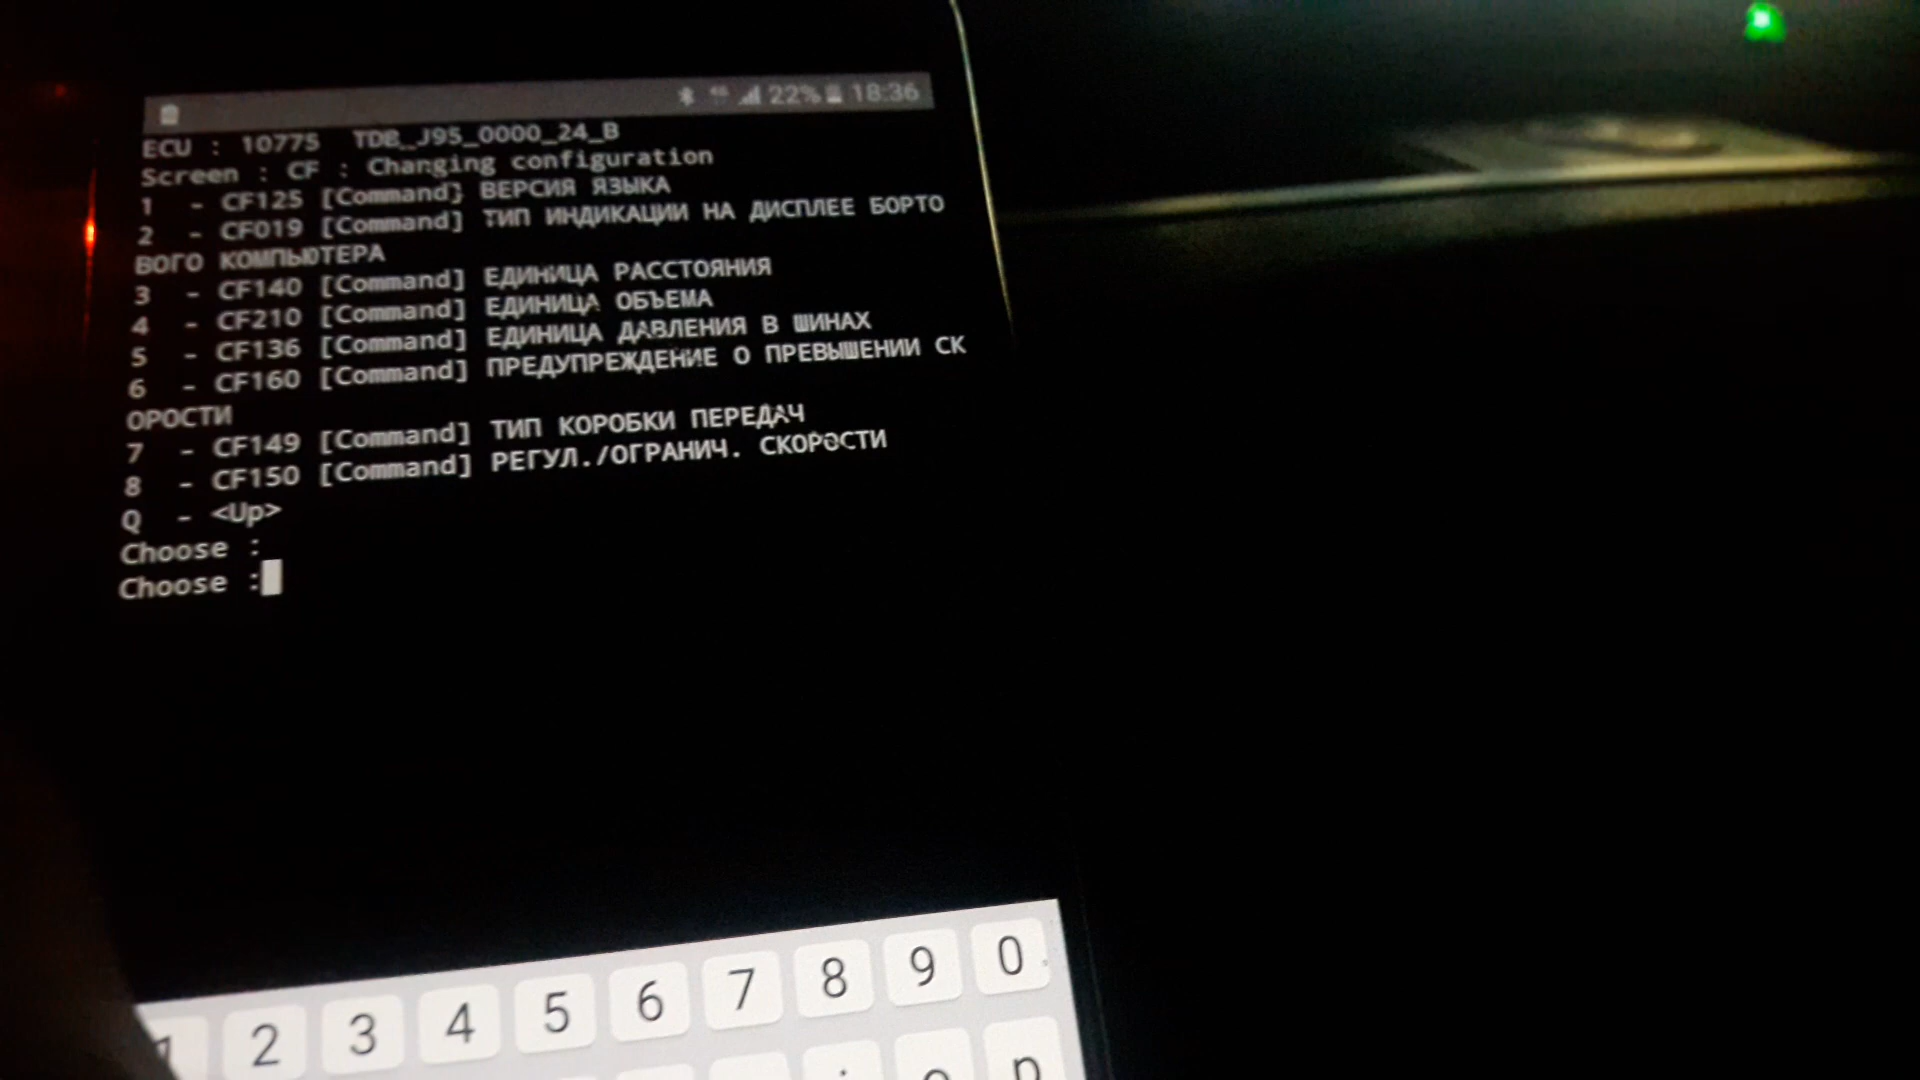 4G 22% 18:36
ECU : 10775 TDB_J95_0000_24_B
Screen : CF : Changing configuration
1 - CF125 [Command] ВЕРСИЯ ЯЗЫКА
2 - CF019 [Command] ТИП ИНДИКАЦИИ НА ДИСПЛЕЕ БОРТО
ВОГО КОМПЬЮТЕРА
3 - CF140 [Command] ЕДИНИЦА РАССТОЯНИЯ
4 - CF210 [Command] ЕДИНИЦА ОБЪЕМА
5 - CF136 [Command] ЕДИНИЦА ДАВЛЕНИЯ В ШИНАХ
6 - CF160 [Command] ПРЕДУПРЕЖДЕНИЕ О ПРЕВЫШЕНИИ СК
ОРОСТИ
7 - CF149 [Command] ТИП КОРОБКИ ПЕРЕДАЧ
8 - CF150 [Command] РЕГУЛ./ОГРАНИЧ. СКОРОСТИ
Q - <Up>
Choose :
Choose :
1 2 3 4 5 6 7 8 9 0
i o p